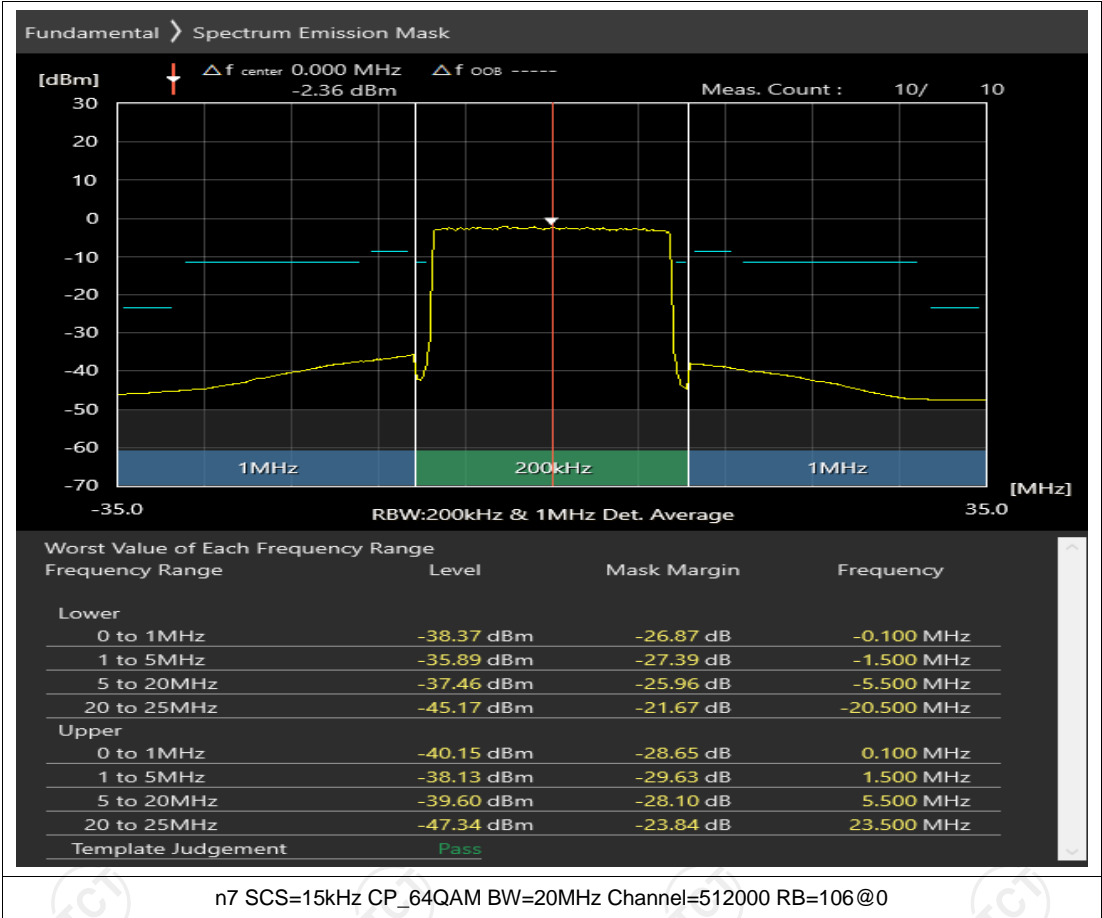 Fundamental 〉 Spectrum Emission Mask
[dBm] △f center 0.000 MHz △f OOB -----
-2.36 dBm Meas. Count : 10/ 10
30
20
10
0
-10
-20
-30
-40
-50
-60
-70
1MHz 200kHz 1MHz
[MHz]
-35.0 RBW:200kHz & 1MHz Det. Average 35.0
Worst Value of Each Frequency Range
Frequency Range Level Mask Margin Frequency
Lower
0 to 1MHz -38.37 dBm -26.87 dB -0.100 MHz
1 to 5MHz -35.89 dBm -27.39 dB -1.500 MHz
5 to 20MHz -37.46 dBm -25.96 dB -5.500 MHz
20 to 25MHz -45.17 dBm -21.67 dB -20.500 MHz
Upper
0 to 1MHz -40.15 dBm -28.65 dB 0.100 MHz
1 to 5MHz -38.13 dBm -29.63 dB 1.500 MHz
5 to 20MHz -39.60 dBm -28.10 dB 5.500 MHz
20 to 25MHz -47.34 dBm -23.84 dB 23.500 MHz
Template Judgement Pass
n7 SCS=15kHz CP_64QAM BW=20MHz Channel=512000 RB=106@0
TCT TCT TCT TCT